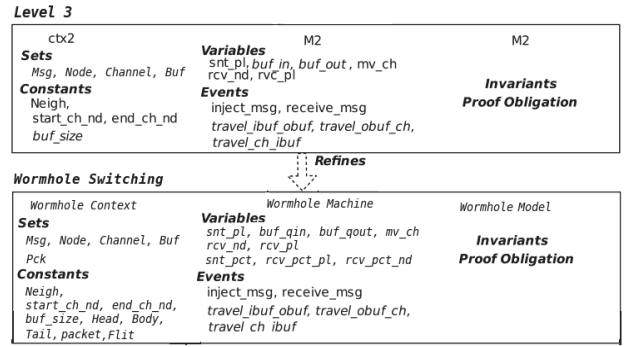 Level 3
ctx2
Sets
Msg, Node, Channel, Buf
Constants
Neigh,
start_ch_nd, end_ch_nd
buf_size
M2
Variables
snt_pl, buf_in, buf_out, mv_ch
rcv_nd, rvc_pl
Events
inject_msg, receive_msg
travel_ibuf_obuf, travel_obuf_ch,
travel_ch_ibuf
M2
Invariants
Proof Obligation
Refines
Wormhole Switching
Wormhole Context
Sets
Msg, Node, Channel, Buf
Pck
Constants
Neigh,
start_ch_nd, end_ch_nd,
buf_size, Head, Body,
Tail, packet, Flit
Wormhole Machine
Variables
snt_pl, buf_qin, buf_qout, mv_ch
rcv_nd, rcv_pl
snt_pct, rcv_pct_pl, rcv_pct_nd
Events
inject_msg, receive_msg
travel_ibuf_obuf, travel_obuf_ch,
travel_ch_ibuf
Wormhole Model
Invariants
Proof Obligation